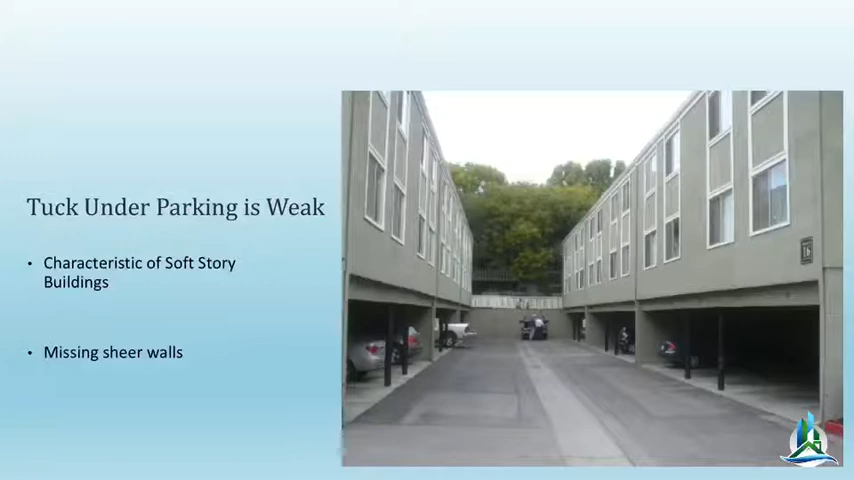 Tuck Under Parking is Weak
• Characteristic of Soft Story
Buildings
• Missing sheer walls